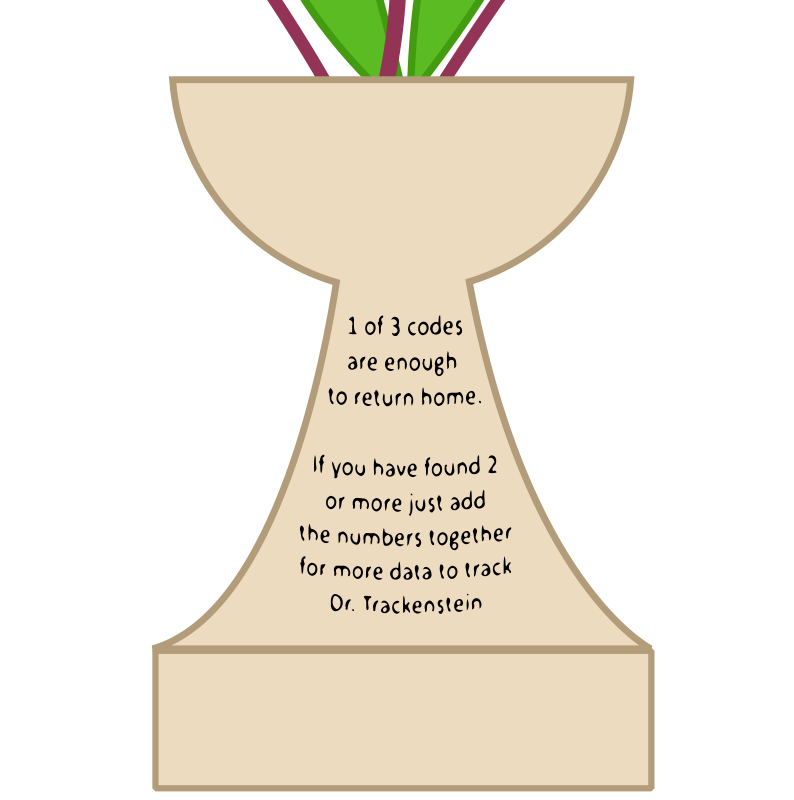 1 of 3 codes
are enough
to return home.
If you have found 2
or more just add
the numbers together
for more data to track
Dr. Trackenstein